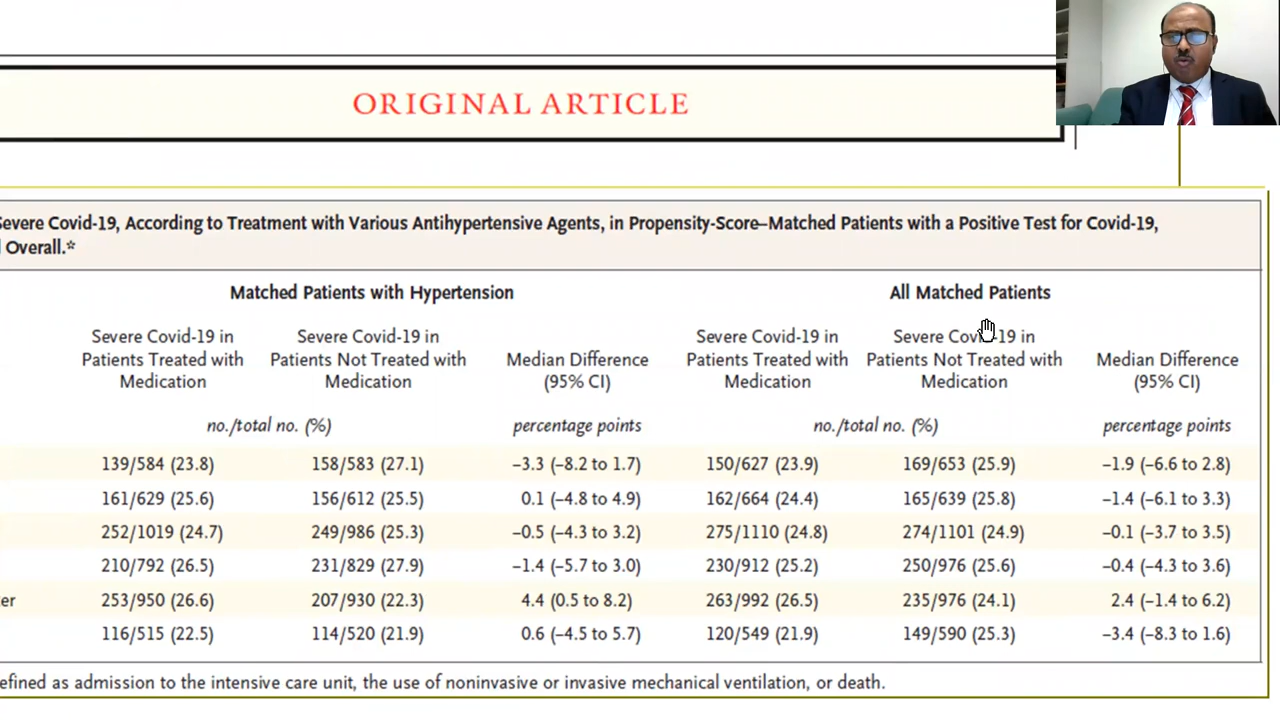 ORIGINAL ARTICLE
Severe Covid-19, According to Treatment with Various Antihypertensive Agents, in Propensity-Score–Matched Patients with a Positive Test for Covid-19,
Overall.*
Matched Patients with Hypertension All Matched Patients
Severe Covid-19 in Severe Covid-19 in Severe Covid-19 in Severe Covid-19 in
Patients Treated with Patients Not Treated with Median Difference Patients Treated with Patients Not Treated with Median Difference
Medication Medication (95% CI) Medication Medication (95% CI)
no./total no. (%) percentage points no./total no. (%) percentage points
139/584 (23.8) 158/583 (27.1) –3.3 (–8.2 to 1.7) 150/627 (23.9) 169/653 (25.9) –1.9 (–6.6 to 2.8)
161/629 (25.6) 156/612 (25.5) 0.1 (–4.8 to 4.9) 162/664 (24.4) 165/639 (25.8) –1.4 (–6.1 to 3.3)
252/1019 (24.7) 249/986 (25.3) –0.5 (–4.3 to 3.2) 275/1110 (24.8) 274/1101 (24.9) –0.1 (–3.7 to 3.5)
210/792 (26.5) 231/829 (27.9) –1.4 (–5.7 to 3.0) 230/912 (25.2) 250/976 (25.6) –0.4 (–4.3 to 3.6)
er 253/950 (26.6) 207/930 (22.3) 4.4 (0.5 to 8.2) 263/992 (26.5) 235/976 (24.1) 2.4 (–1.4 to 6.2)
116/515 (22.5) 114/520 (21.9) 0.6 (–4.5 to 5.7) 120/549 (21.9) 149/590 (25.3) –3.4 (–8.3 to 1.6)
efined as admission to the intensive care unit, the use of noninvasive or invasive mechanical ventilation, or death.